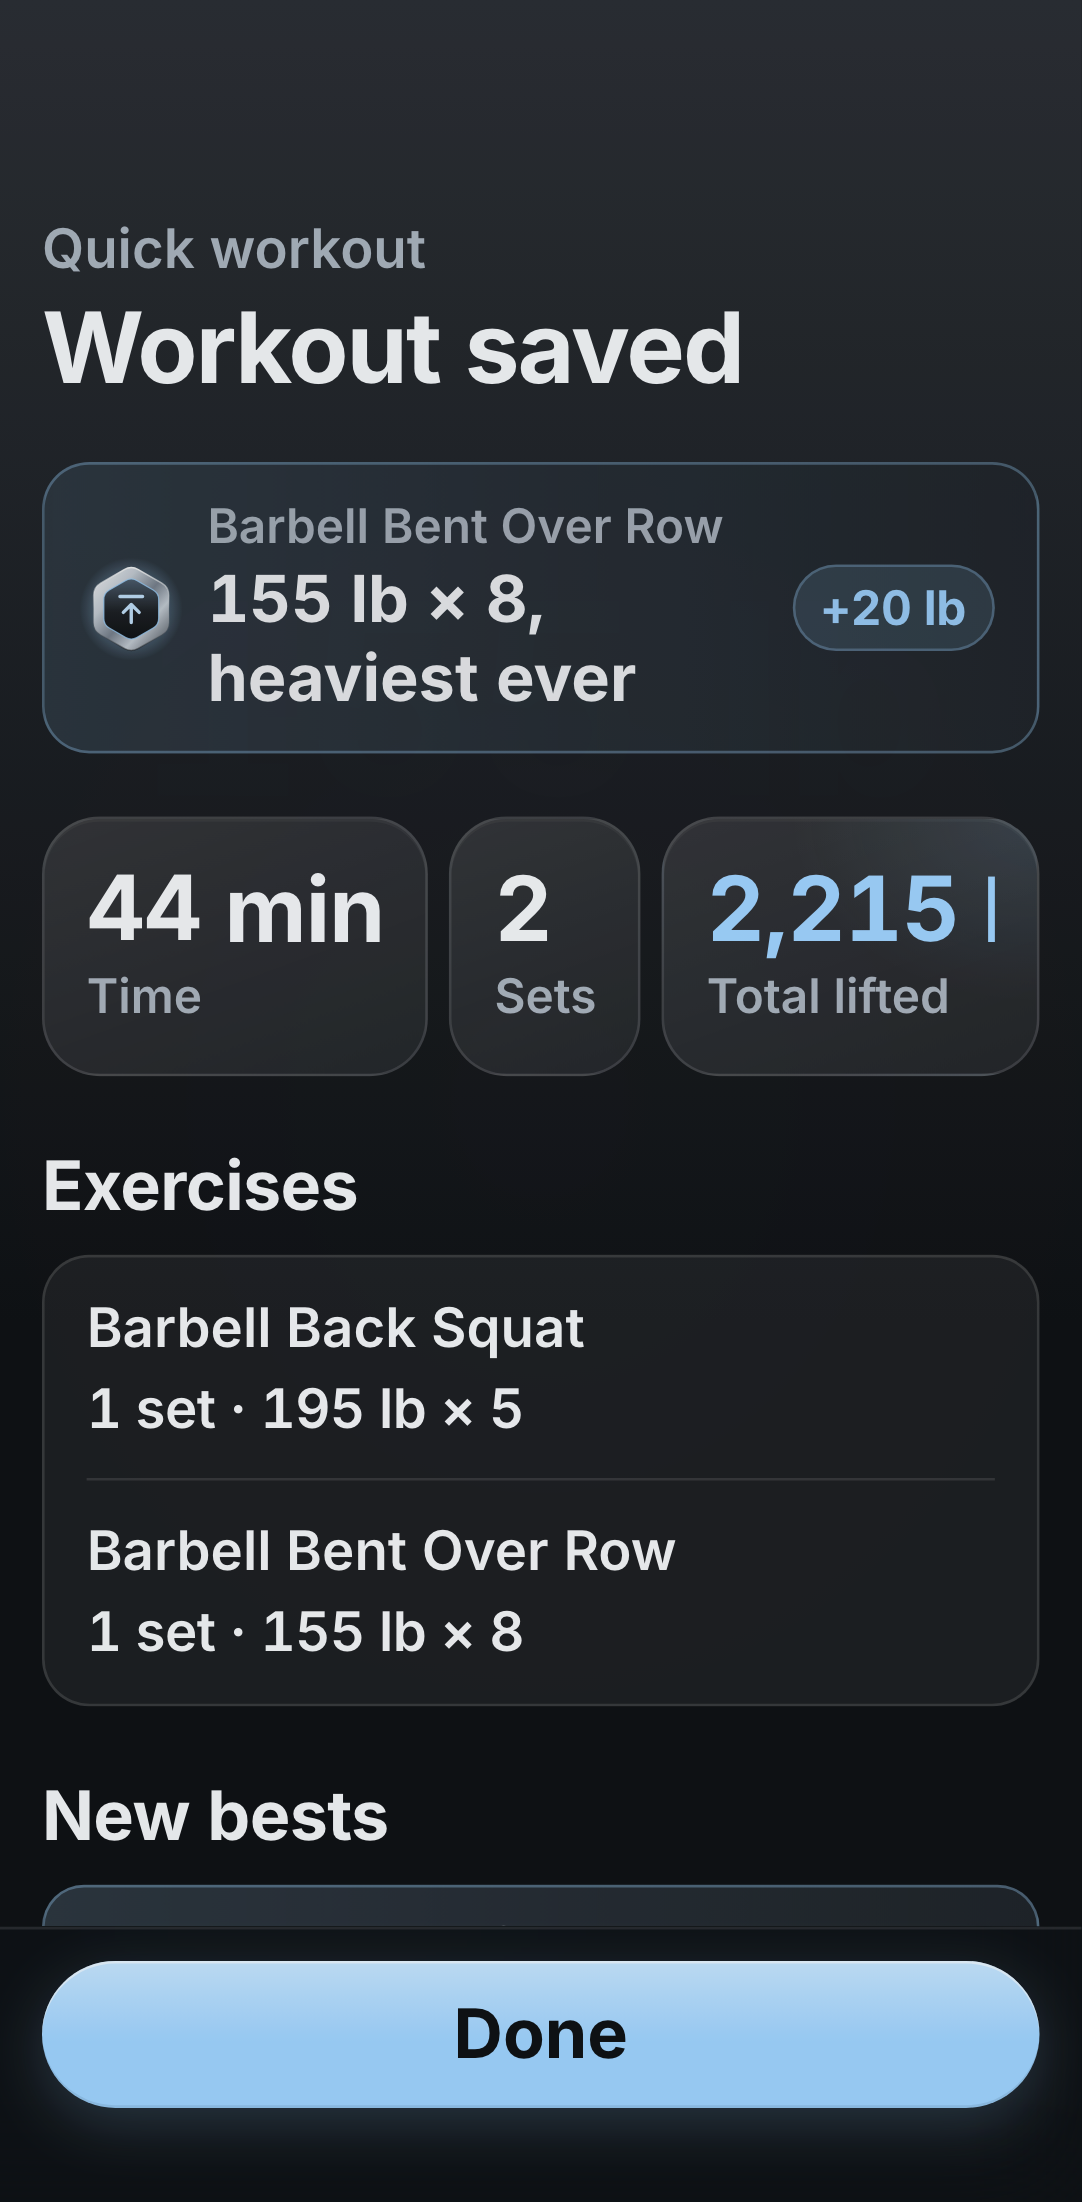 Quick workout
Workout saved
Barbell Bent Over Row
155 lb × 8,
heaviest ever
+20 lb
44 min
Time
2
Sets
2,215 l
Total lifted
Exercises
Barbell Back Squat
1 set · 195 lb × 5
Barbell Bent Over Row
1 set · 155 lb × 8
New bests
Done